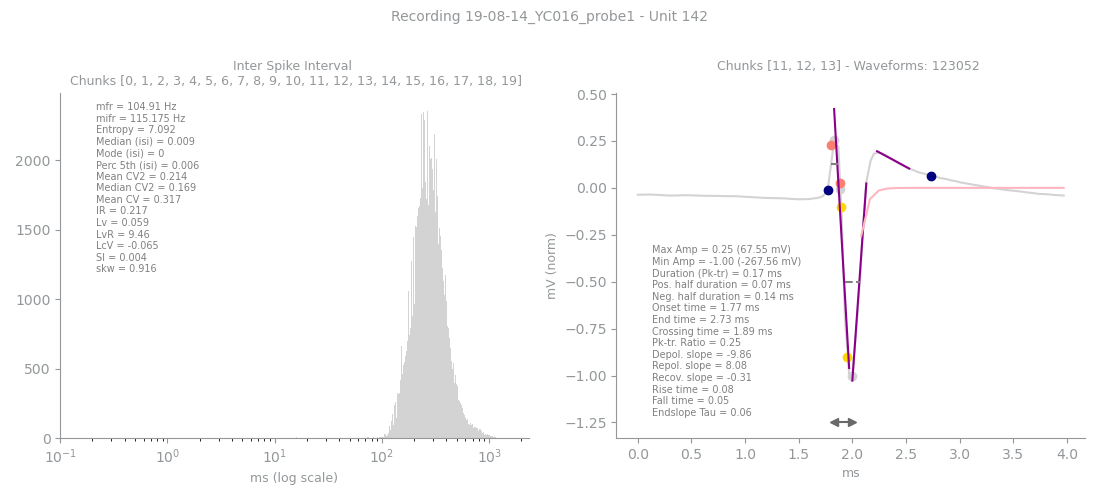 Recording 19-08-14_YC016_probe1 - Unit 142
Inter Spike Interval
Chunks [0, 1, 2, 3, 4, 5, 6, 7, 8, 9, 10, 11, 12, 13, 14, 15, 16, 17, 18, 19]
mfr = 104.91 Hz
mifr = 115.175 Hz
Entropy = 7.092
Median (isi) = 0.009
Mode (isi) = 0
Perc 5th (isi) = 0.006
Mean CV2 = 0.214
Median CV2 = 0.169
Mean CV = 0.317
IR = 0.217
Lv = 0.059
LvR = 9.46
LcV = -0.065
SI = 0.004
skw = 0.916
2000
1500
1000
500
0
10⁻¹ 10⁰ 10¹ 10² 10³
ms (log scale)
Chunks [11, 12, 13] - Waveforms: 123052
0.50
0.25
0.00
−0.25
−0.50
−0.75
−1.00
−1.25
mV (norm)
Max Amp = 0.25 (67.55 mV)
Min Amp = -1.00 (-267.56 mV)
Duration (Pk-tr) = 0.17 ms
Pos. half duration = 0.07 ms
Neg. half duration = 0.14 ms
Onset time = 1.77 ms
End time = 2.73 ms
Crossing time = 1.89 ms
Pk-tr. Ratio = 0.25
Depol. slope = -9.86
Repol. slope = 8.08
Recov. slope = -0.31
Rise time = 0.08
Fall time = 0.05
Endslope Tau = 0.06
0.0 0.5 1.0 1.5 2.0 2.5 3.0 3.5 4.0
ms